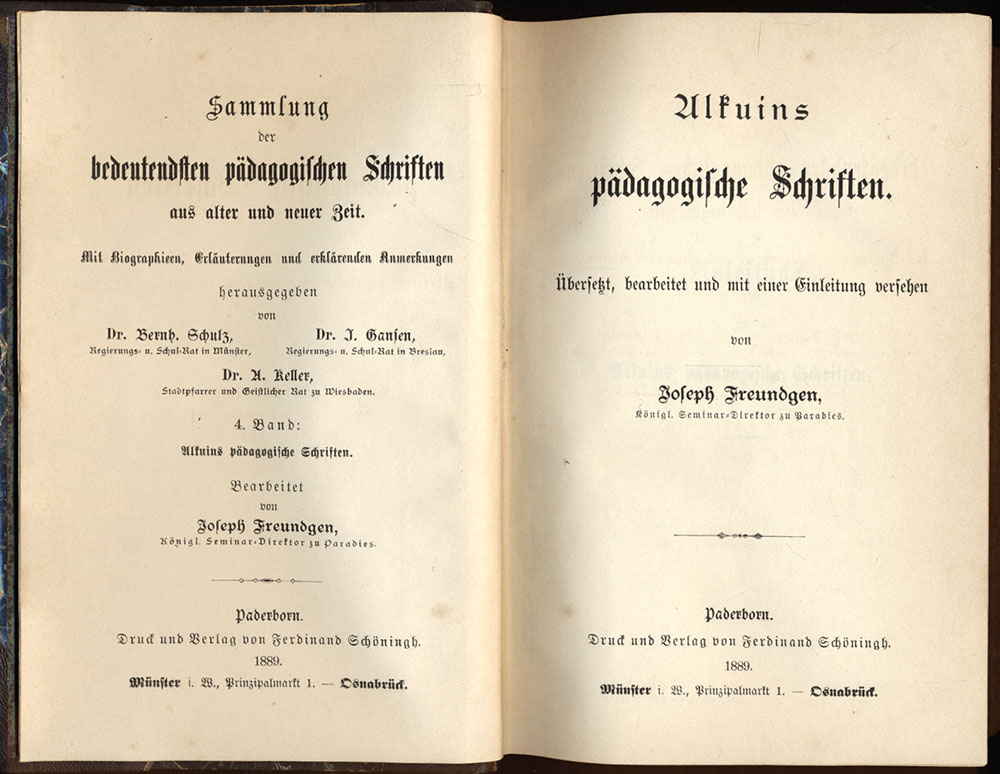 Sammlung
der
bedeutendsten pädagogischen Schriften
aus alter und neuer Zeit.
Mit Biographieen, Erläuterungen und erklärenden Anmerkungen
herausgegeben
von
Dr. Bernh. Schulz,
Regierungs- u. Schul-Rat in Münster,
Dr. J. Gansen,
Regierungs- u. Schul-Rat in Breslau,
Dr. A. Keller,
Stadtpfarrer und Geistlicher Rat zu Wiesbaden.
4. Band:
Alkuins pädagogische Schriften.
Bearbeitet
von
Joseph Freundgen,
Königl. Seminar-Direktor zu Paradies.
Paderborn.
Druck und Verlag von Ferdinand Schöningh.
1889.
Münster i. W., Prinzipalmarkt 1. — Osnabrück.
Alkuins
pädagogische Schriften.
Übersetzt, bearbeitet und mit einer Einleitung versehen
von
Joseph Freundgen,
Königl. Seminar-Direktor zu Paradies.
Paderborn.
Druck und Verlag von Ferdinand Schöningh.
1889.
Münster i. W., Prinzipalmarkt 1. — Osnabrück.